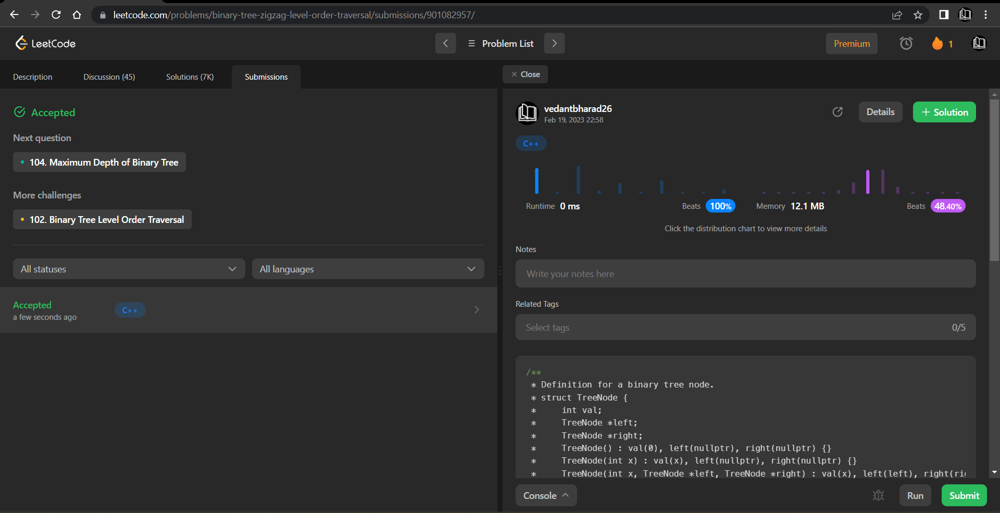 leetcode.com/problems/binary-tree-zigzag-level-order-traversal/submissions/901082957/
LeetCode
Problem List
Premium
1
Description
Discussion (45)
Solutions (7K)
Submissions
Close
Accepted
Next question
104. Maximum Depth of Binary Tree
More challenges
102. Binary Tree Level Order Traversal
All statuses
All languages
Accepted
a few seconds ago
C++
vedantbharad26
Feb 19, 2023 22:58
Details
+ Solution
C++
Runtime 0 ms
Beats 100%
Memory 12.1 MB
Beats 48.40%
Click the distribution chart to view more details
Notes
Write your notes here
Related Tags
Select tags
0/5
/**
* Definition for a binary tree node.
* struct TreeNode {
*     int val;
*     TreeNode *left;
*     TreeNode *right;
*     TreeNode() : val(0), left(nullptr), right(nullptr) {}
*     TreeNode(int x) : val(x), left(nullptr), right(nullptr) {}
*     TreeNode(int x, TreeNode *left, TreeNode *right) : val(x), left(left), right(ri
Console
Run
Submit